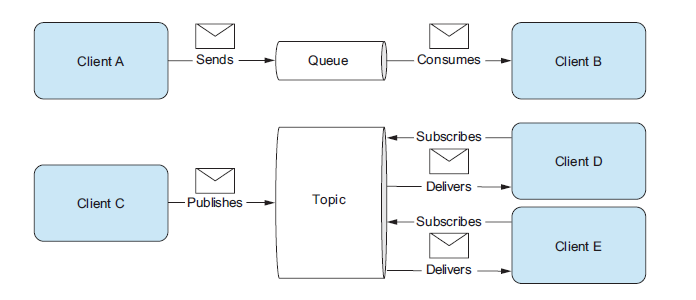 Client A
Sends
Queue
Consumes
Client B
Client C
Publishes
Topic
Subscribes
Delivers
Client D
Subscribes
Delivers
Client E